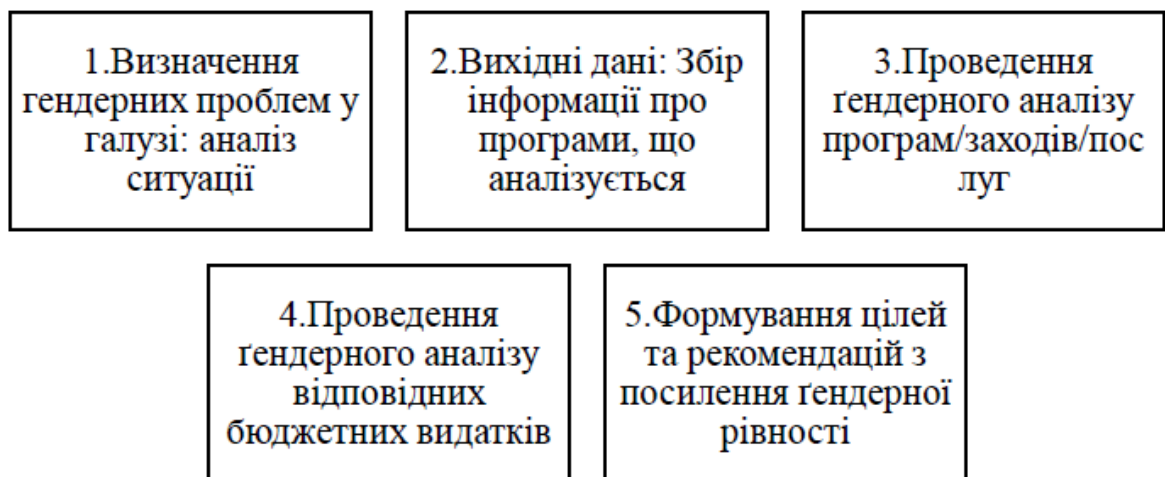 1.Визначення
гендерних проблем у
галузі: аналіз
ситуації
2.Вихідні дані: Збір
інформації про
програми, що
аналізується
3.Проведення
ґендерного аналізу
програм/заходів/пос
луг
4.Проведення
ґендерного аналізу
відповідних
бюджетних видатків
5.Формування цілей
та рекомендацій з
посилення ґендерної
рівності